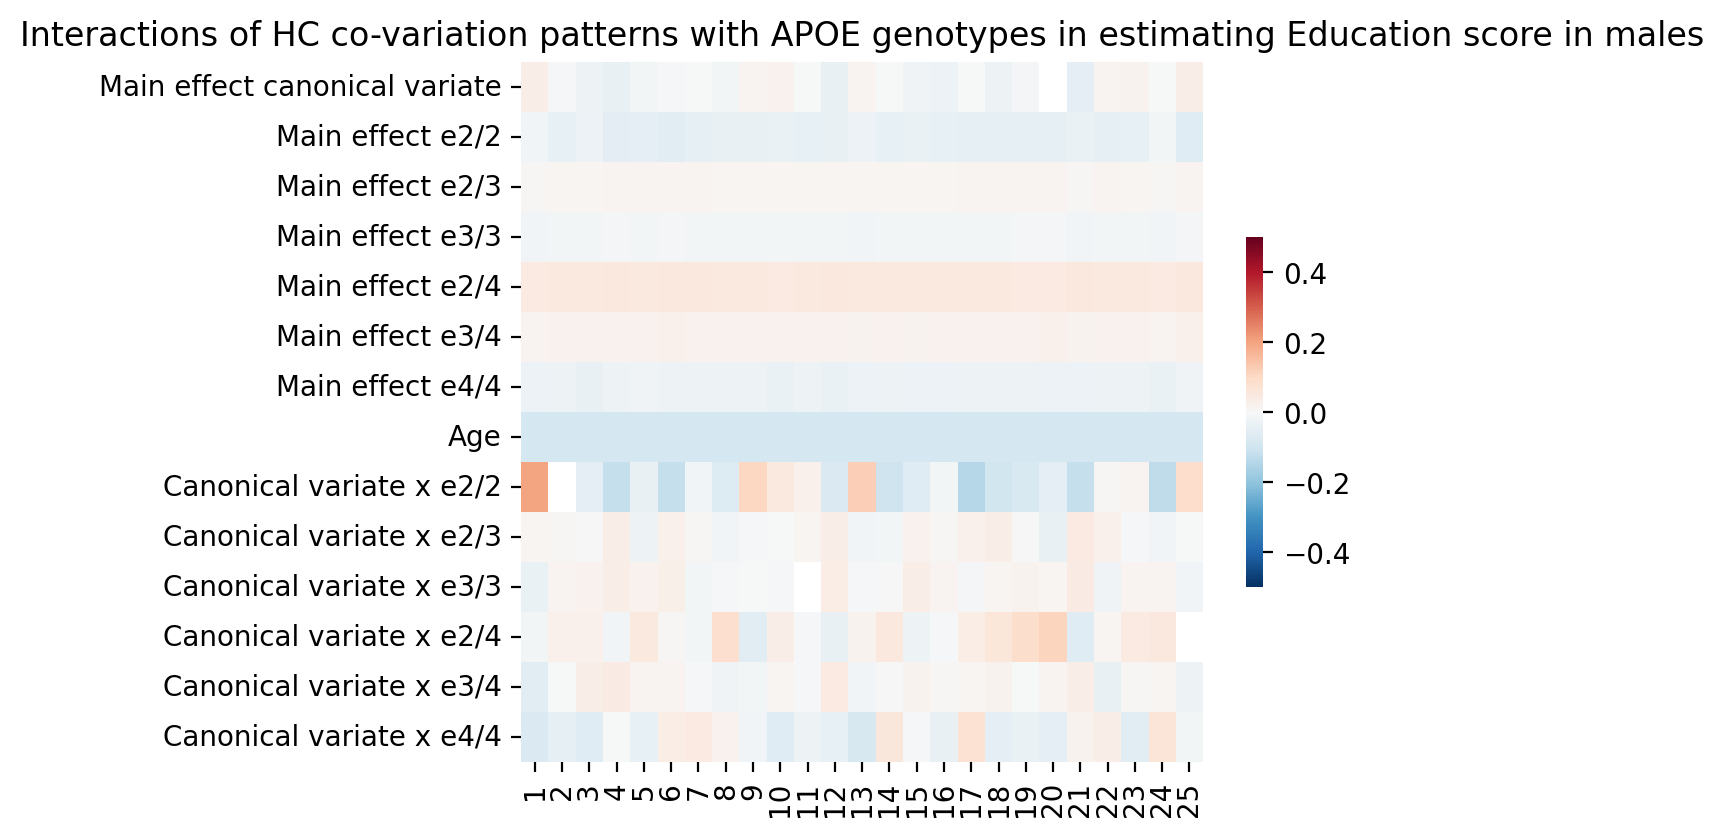 Interactions of HC co-variation patterns with APOE genotypes in estimating Education score in males
Main effect canonical variate
Main effect e2/2
Main effect e2/3
Main effect e3/3
Main effect e2/4
Main effect e3/4
Main effect e4/4
Age
Canonical variate x e2/2
Canonical variate x e2/3
Canonical variate x e3/3
Canonical variate x e2/4
Canonical variate x e3/4
Canonical variate x e4/4
1 2 3 4 5 6 7 8 9 10 11 12 13 14 15 16 17 18 19 20 21 22 23 24 25
0.4
0.2
0.0
−0.2
−0.4